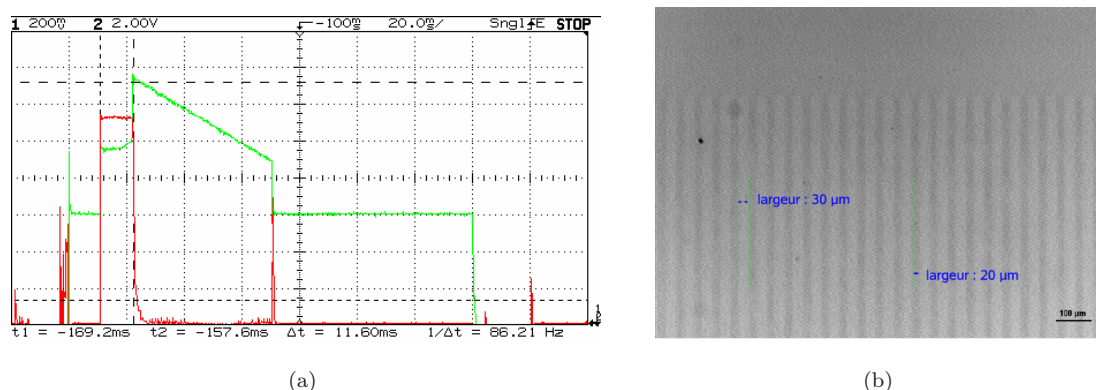 1 200V 2 2.00V -100ms 20.0ms/ Sngl STOP
t1 = -169.2ms t2 = -157.6ms Δt = 11.60ms 1/Δt = 86.21 Hz
(a)
largeur : 30 µm
largeur : 20 µm
100 µm
(b)